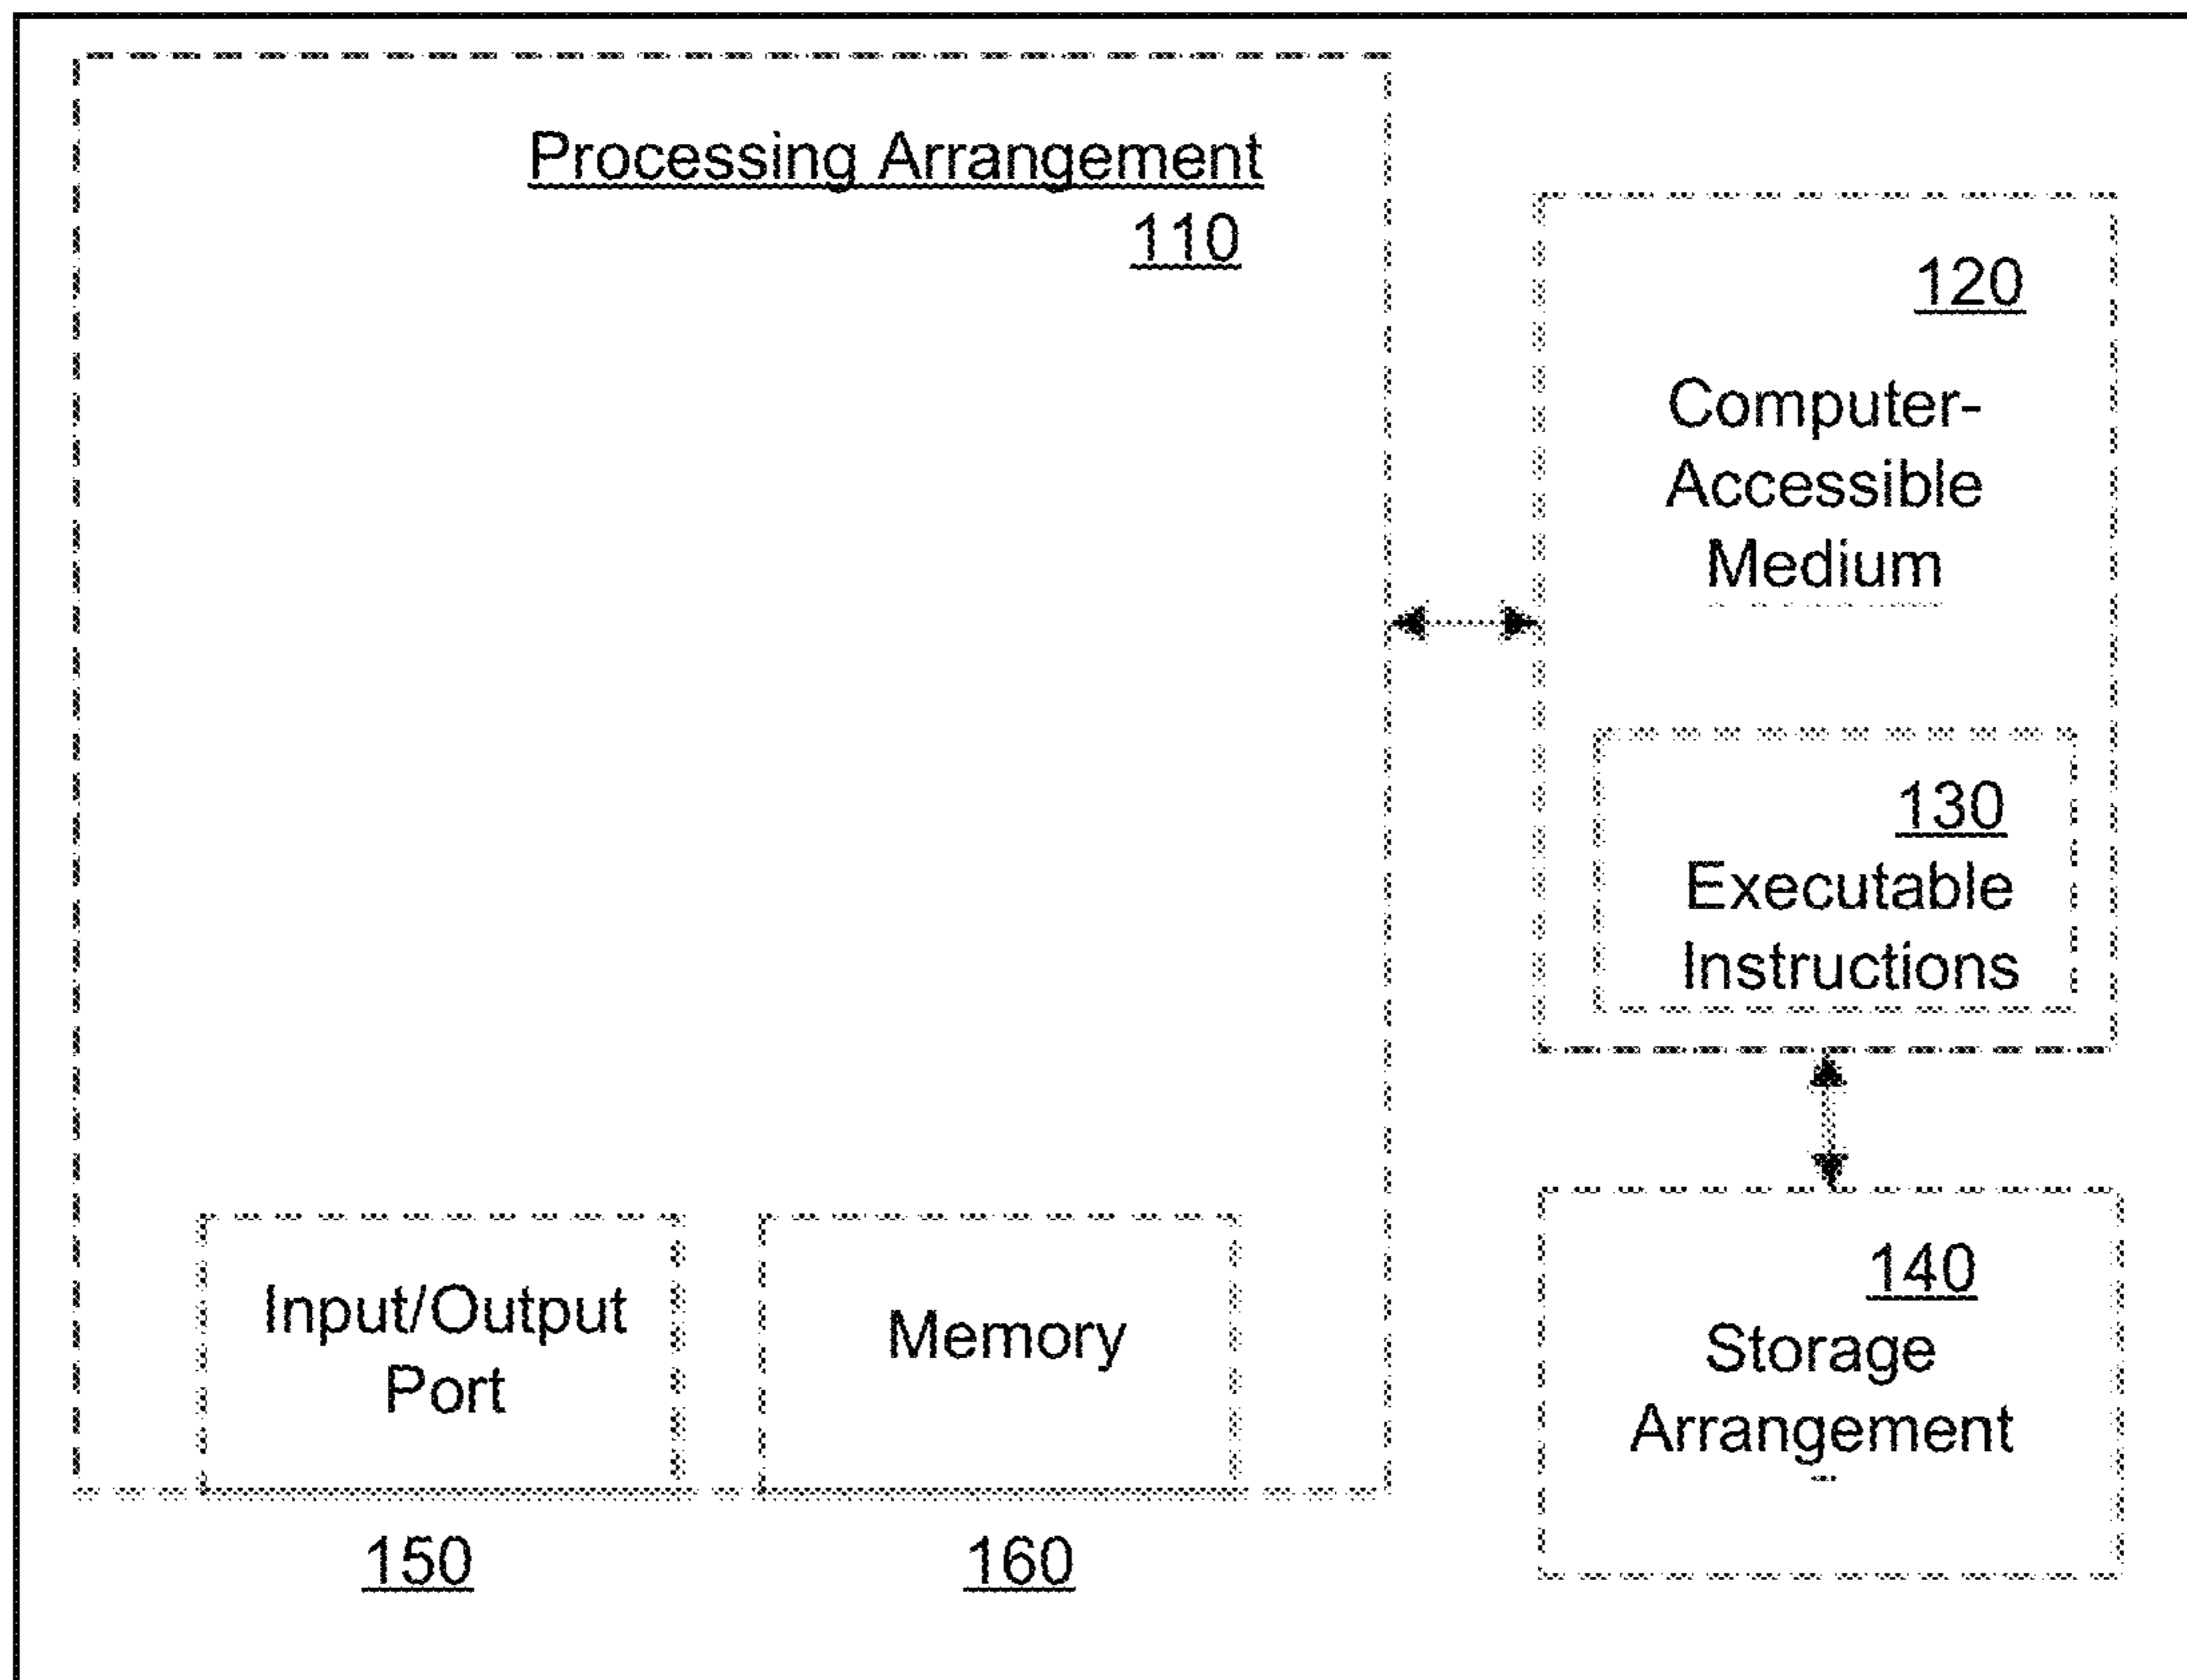 Processing Arrangement
110
120
Computer-
Accessible
Medium
130
Executable
Instructions
140
Storage
Arrangement
Input/Output
Port
Memory
150
160